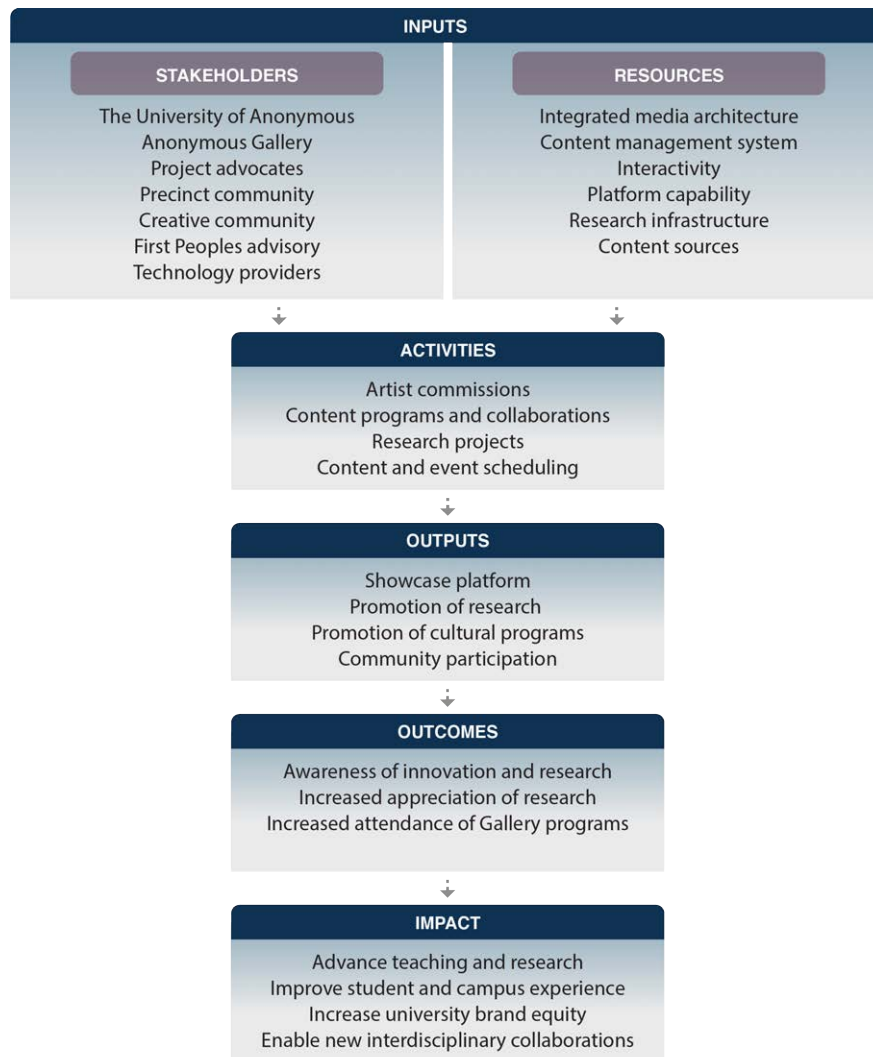 INPUTS
STAKEHOLDERS
The University of Anonymous
Anonymous Gallery
Project advocates
Precinct community
Creative community
First Peoples advisory
Technology providers
RESOURCES
Integrated media architecture
Content management system
Interactivity
Platform capability
Research infrastructure
Content sources
ACTIVITIES
Artist commissions
Content programs and collaborations
Research projects
Content and event scheduling
OUTPUTS
Showcase platform
Promotion of research
Promotion of cultural programs
Community participation
OUTCOMES
Awareness of innovation and research
Increased appreciation of research
Increased attendance of Gallery programs
IMPACT
Advance teaching and research
Improve student and campus experience
Increase university brand equity
Enable new interdisciplinary collaborations